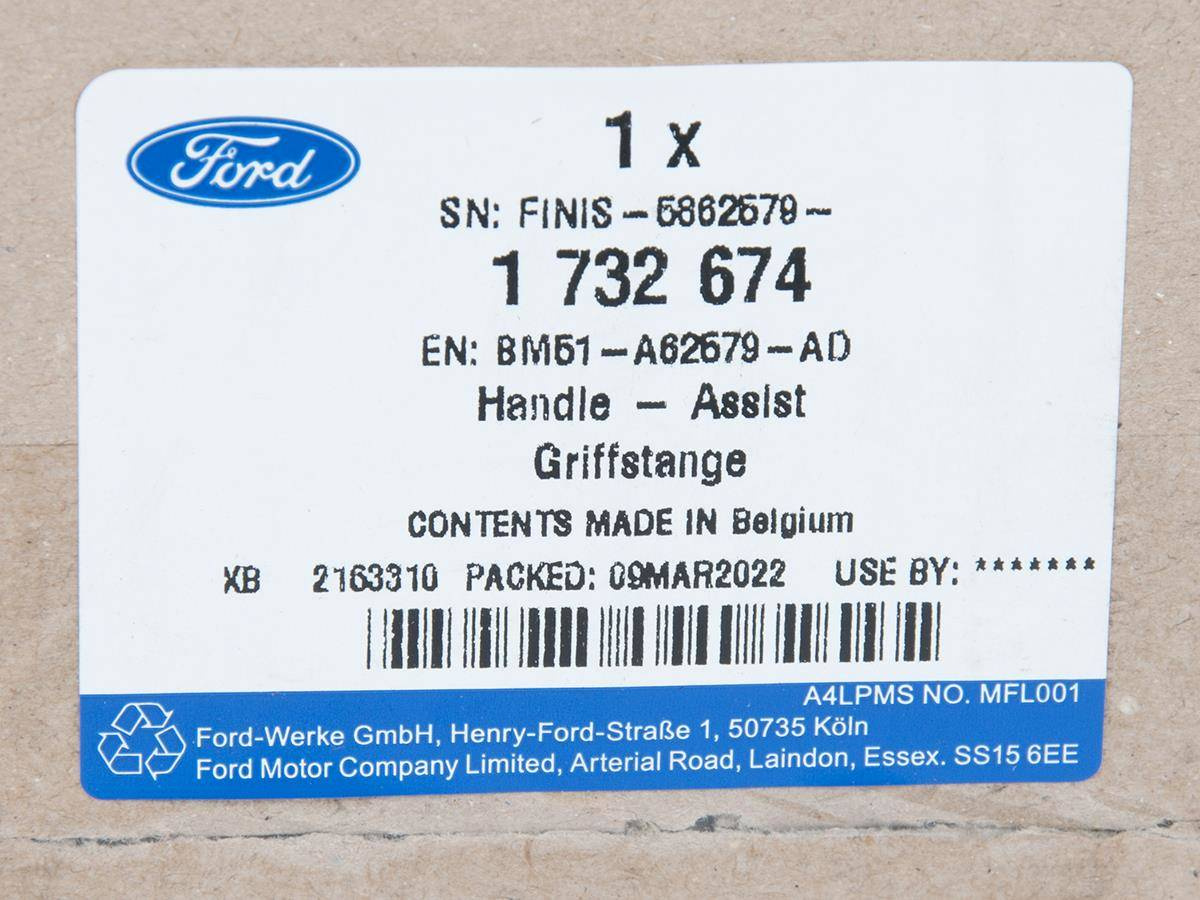 Ford
1 x
SN: FINIS-5862579-
1 732 674
EN: BM51-A62579-AD
Handle - Assist
Griffstange
CONTENTS MADE IN Belgium
XB 2163310 PACKED: 09MAR2022 USE BY: *******
A4LPMS NO. MFL001
Ford-Werke GmbH, Henry-Ford-Straße 1, 50735 Köln
Ford Motor Company Limited, Arterial Road, Laindon, Essex. SS15 6EE